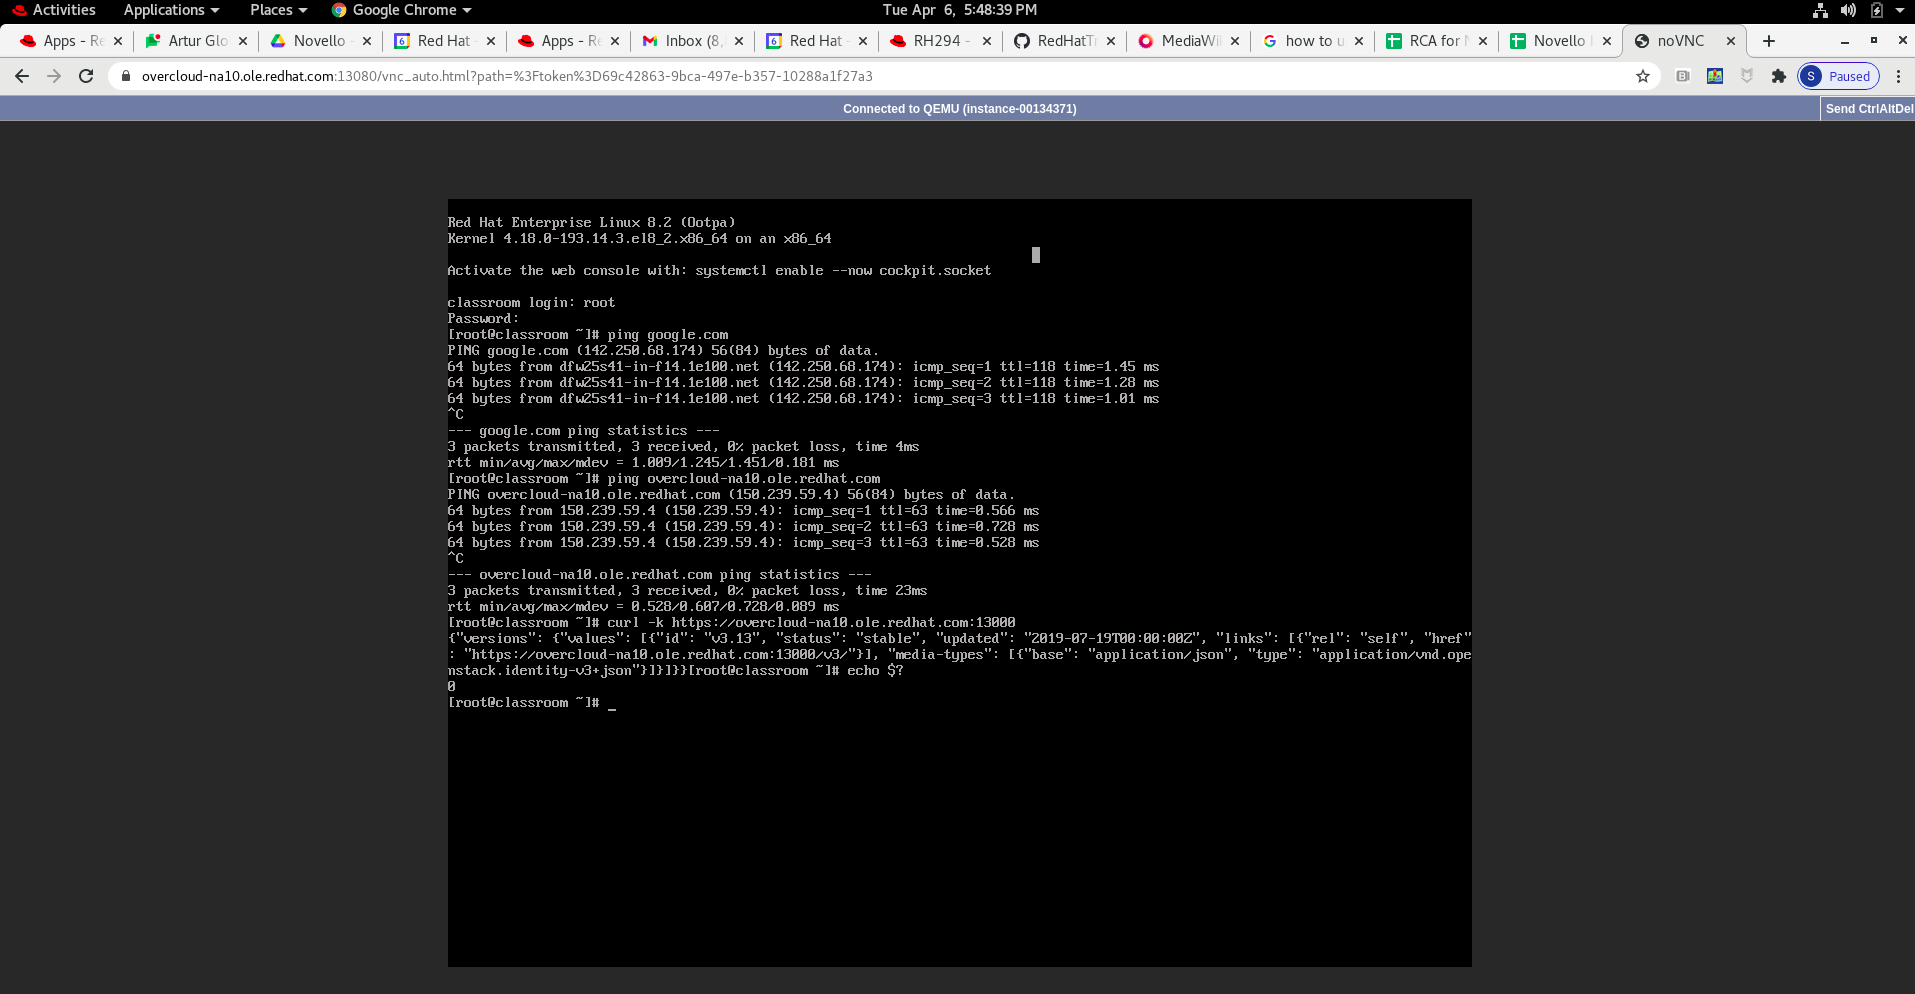 Activities Applications Places Google Chrome Tue Apr 6, 5:48:39 PM
Apps - Re Artur Glo Novello - Red Hat - Apps - Re Inbox (8, Red Hat - RH294 - RedHatTr MediaWi how to u RCA for Novello noVNC
overcloud-na10.ole.redhat.com:13080/vnc_auto.html?path=%3Ftoken%3D69c42863-9bca-497e-b357-10288a1f27a3 S Paused
Connected to QEMU (instance-00134371) Send CtrlAltDel
Red Hat Enterprise Linux 8.2 (Ootpa)
Kernel 4.18.0-193.14.3.el8_2.x86_64 on an x86_64
Activate the web console with: systemctl enable --now cockpit.socket
classroom login: root
Password:
[root@classroom ~]# ping google.com
PING google.com (142.250.68.174) 56(84) bytes of data.
64 bytes from dfw25s41-in-f14.1e100.net (142.250.68.174): icmp_seq=1 ttl=118 time=1.45 ms
64 bytes from dfw25s41-in-f14.1e100.net (142.250.68.174): icmp_seq=2 ttl=118 time=1.28 ms
64 bytes from dfw25s41-in-f14.1e100.net (142.250.68.174): icmp_seq=3 ttl=118 time=1.01 ms
^C
--- google.com ping statistics ---
3 packets transmitted, 3 received, 0% packet loss, time 4ms
rtt min/avg/max/mdev = 1.009/1.245/1.451/0.181 ms
[root@classroom ~]# ping overcloud-na10.ole.redhat.com
PING overcloud-na10.ole.redhat.com (150.239.59.4) 56(84) bytes of data.
64 bytes from 150.239.59.4 (150.239.59.4): icmp_seq=1 ttl=63 time=0.566 ms
64 bytes from 150.239.59.4 (150.239.59.4): icmp_seq=2 ttl=63 time=0.728 ms
64 bytes from 150.239.59.4 (150.239.59.4): icmp_seq=3 ttl=63 time=0.528 ms
^C
--- overcloud-na10.ole.redhat.com ping statistics ---
3 packets transmitted, 3 received, 0% packet loss, time 23ms
rtt min/avg/max/mdev = 0.528/0.607/0.728/0.089 ms
[root@classroom ~]# curl -k https://overcloud-na10.ole.redhat.com:13000
{"versions": {"values": [{"id": "v3.13", "status": "stable", "updated": "2019-07-19T00:00:00Z", "links": [{"rel": "self", "href"
: "https://overcloud-na10.ole.redhat.com:13000/v3/"}], "media-types": [{"base": "application/json", "type": "application/vnd.ope
nstack.identity-v3+json"}]}]}}[root@classroom ~]# echo $?
0
[root@classroom ~]# _